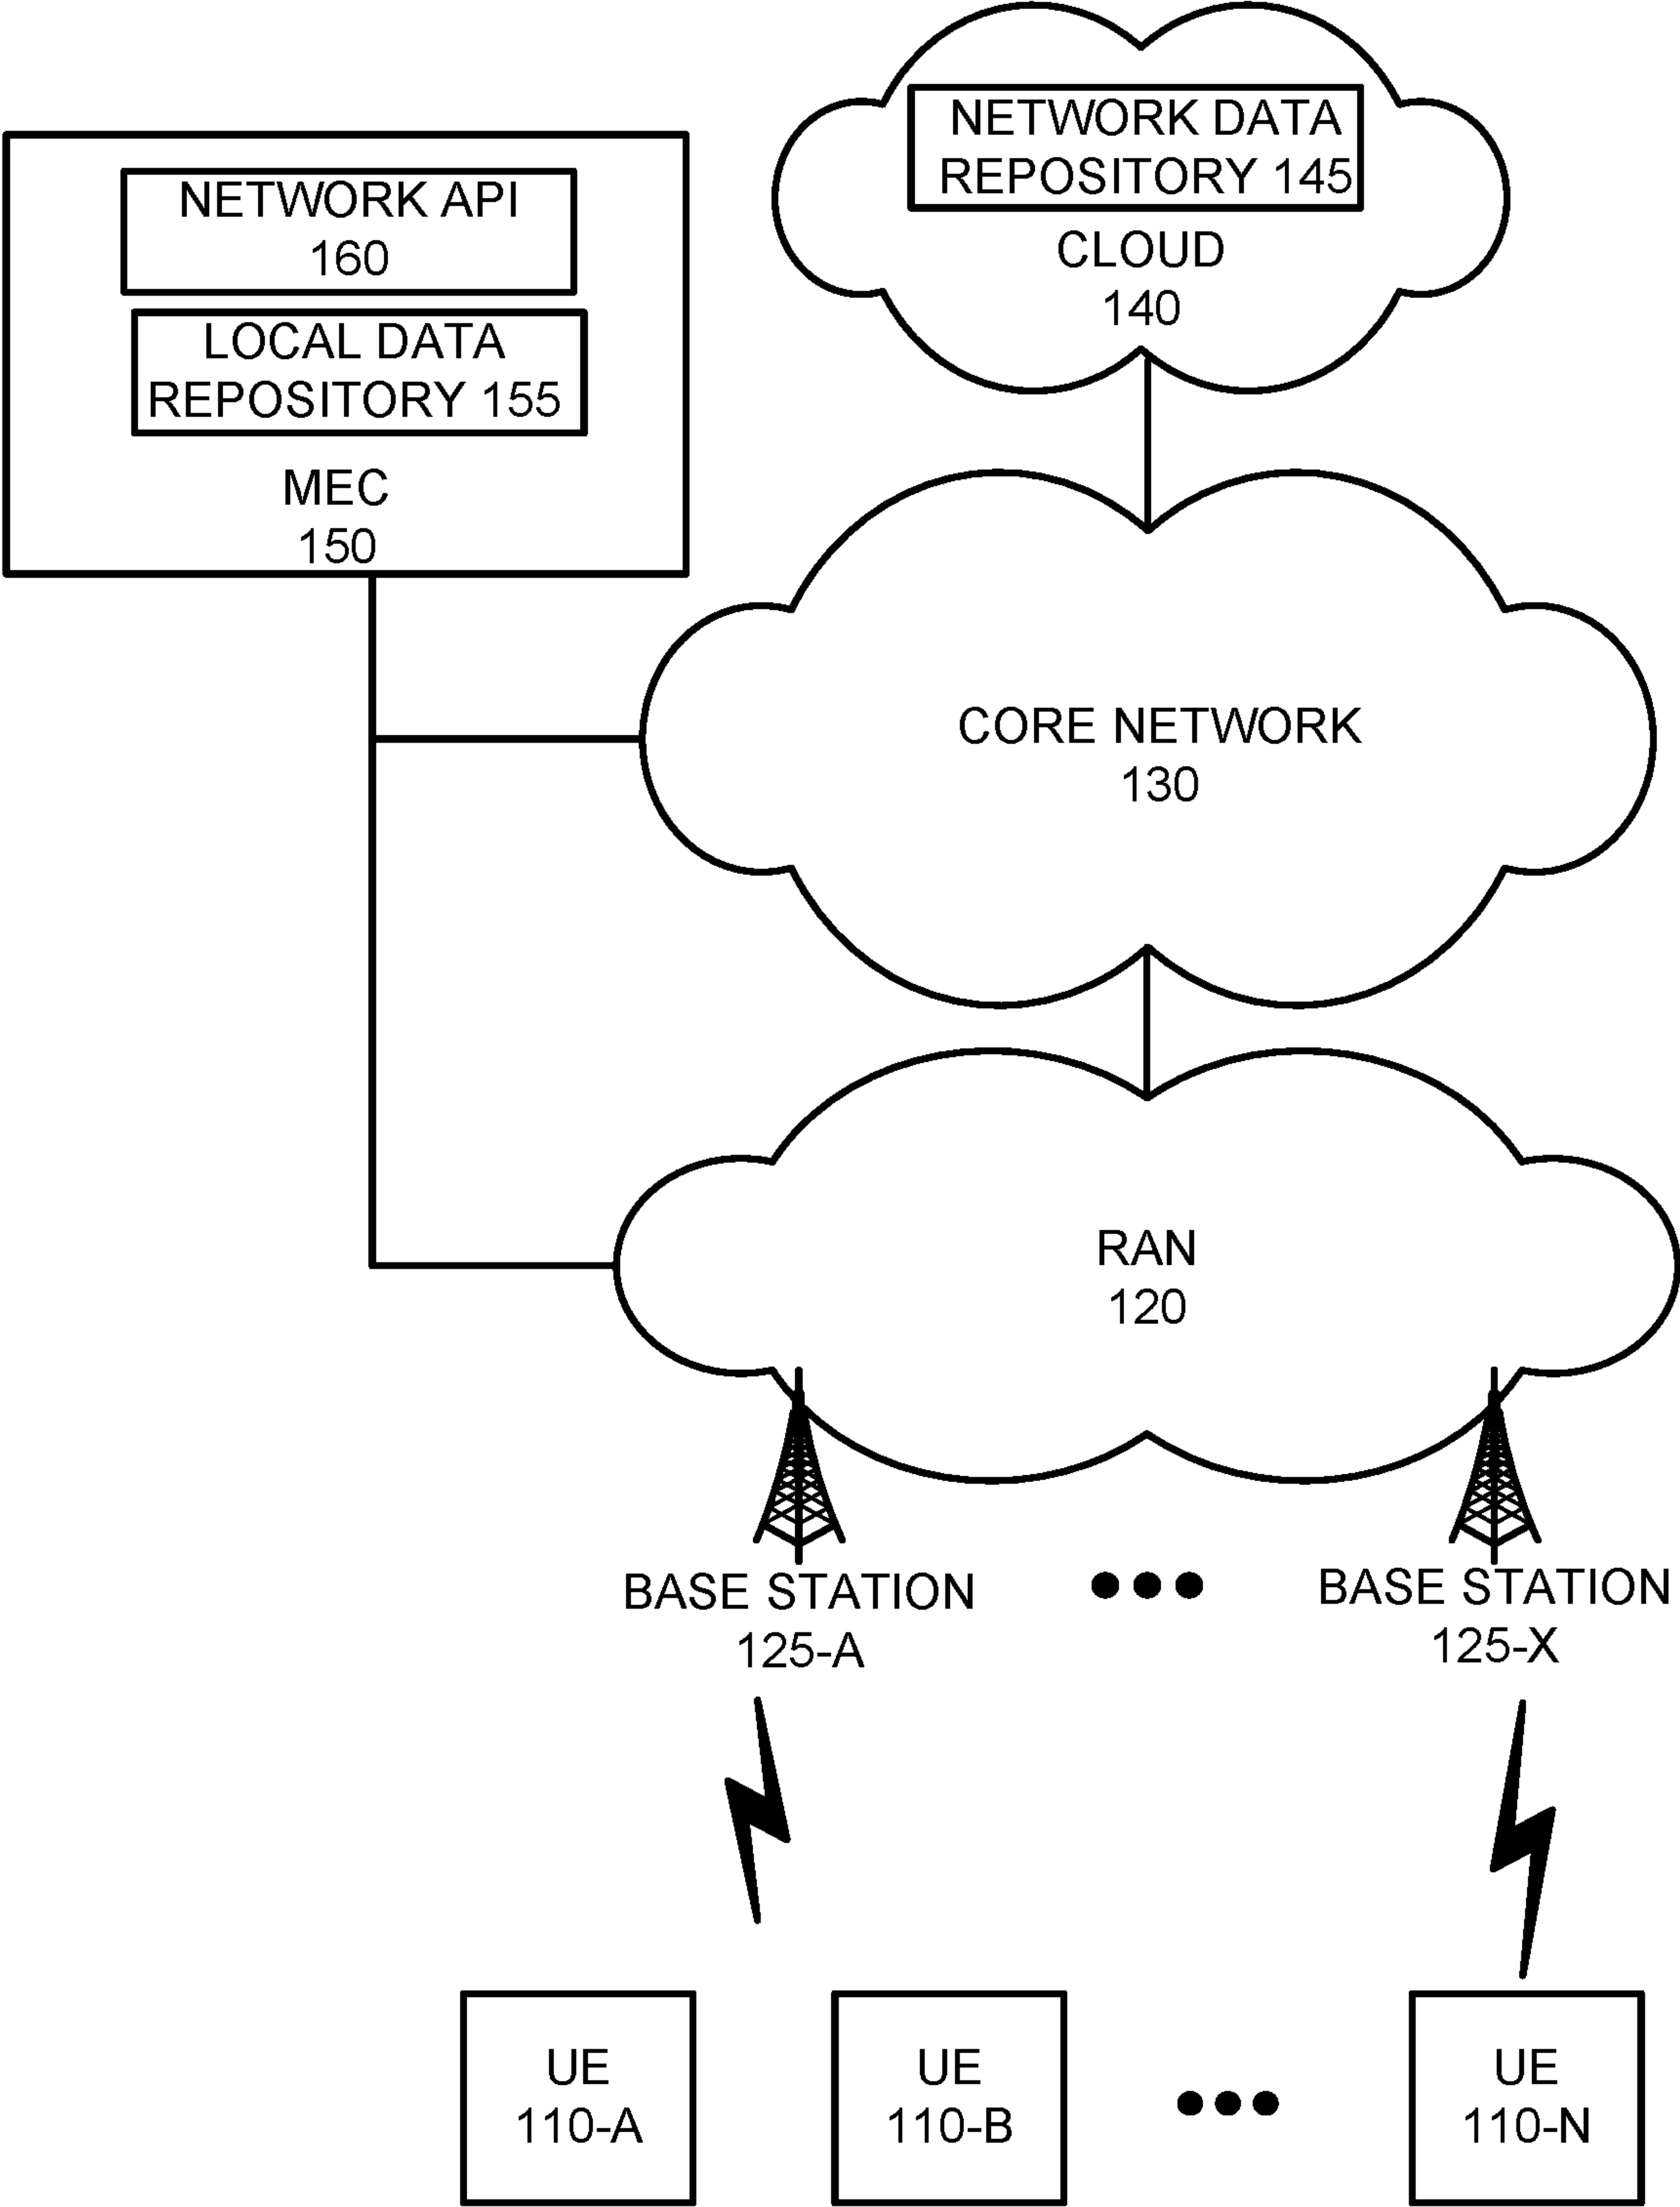 NETWORK DATA
REPOSITORY 145
CLOUD
140
NETWORK API
160
LOCAL DATA
REPOSITORY 155
MEC
150
CORE NETWORK
130
RAN
120
BASE STATION
125-A
BASE STATION
125-X
UE
110-A
UE
110-B
UE
110-N